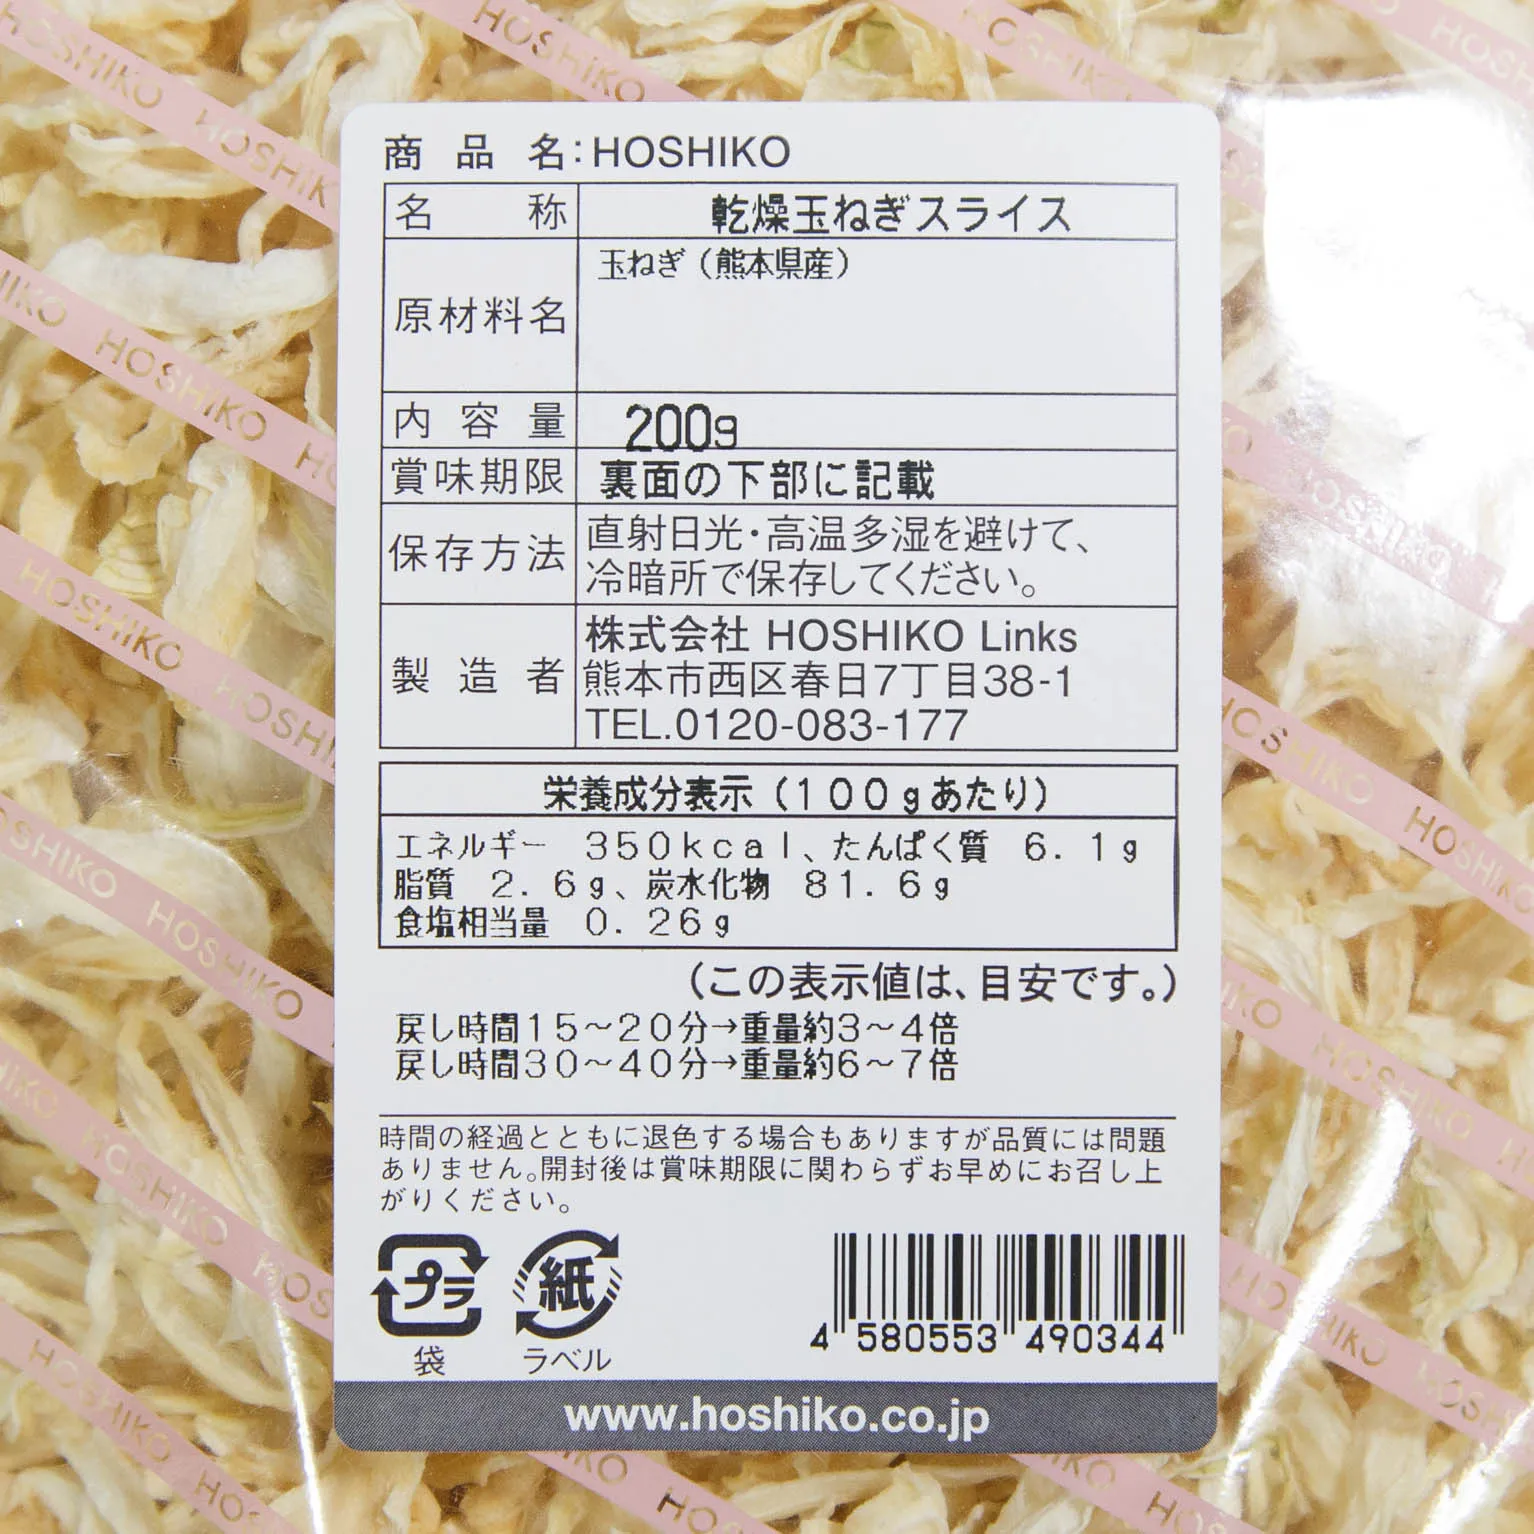 商品名:HOSHIKO
名称 乾燥玉ねぎスライス
原材料名 玉ねぎ(熊本県産)
内容量 200g
賞味期限 裏面の下部に記載
保存方法 直射日光・高温多湿を避けて、
冷暗所で保存してください。
製造者 株式会社 HOSHIKO Links
熊本市西区春日7丁目38-1
TEL.0120-083-177
栄養成分表示(100gあたり)
エネルギー 350kcal、たんぱく質 6.1g
脂質 2.6g、炭水化物 81.6g
食塩相当量 0.26g
(この表示値は、目安です。)
戻し時間15~20分→重量約3~4倍
戻し時間30~40分→重量約6~7倍
時間の経過とともに退色する場合もありますが品質には問題
ありません。開封後は賞味期限に関わらずお早めにお召し上
がりください。
プラ 紙
袋 ラベル
4 580553 490344
www.hoshiko.co.jp
HOSHIKO